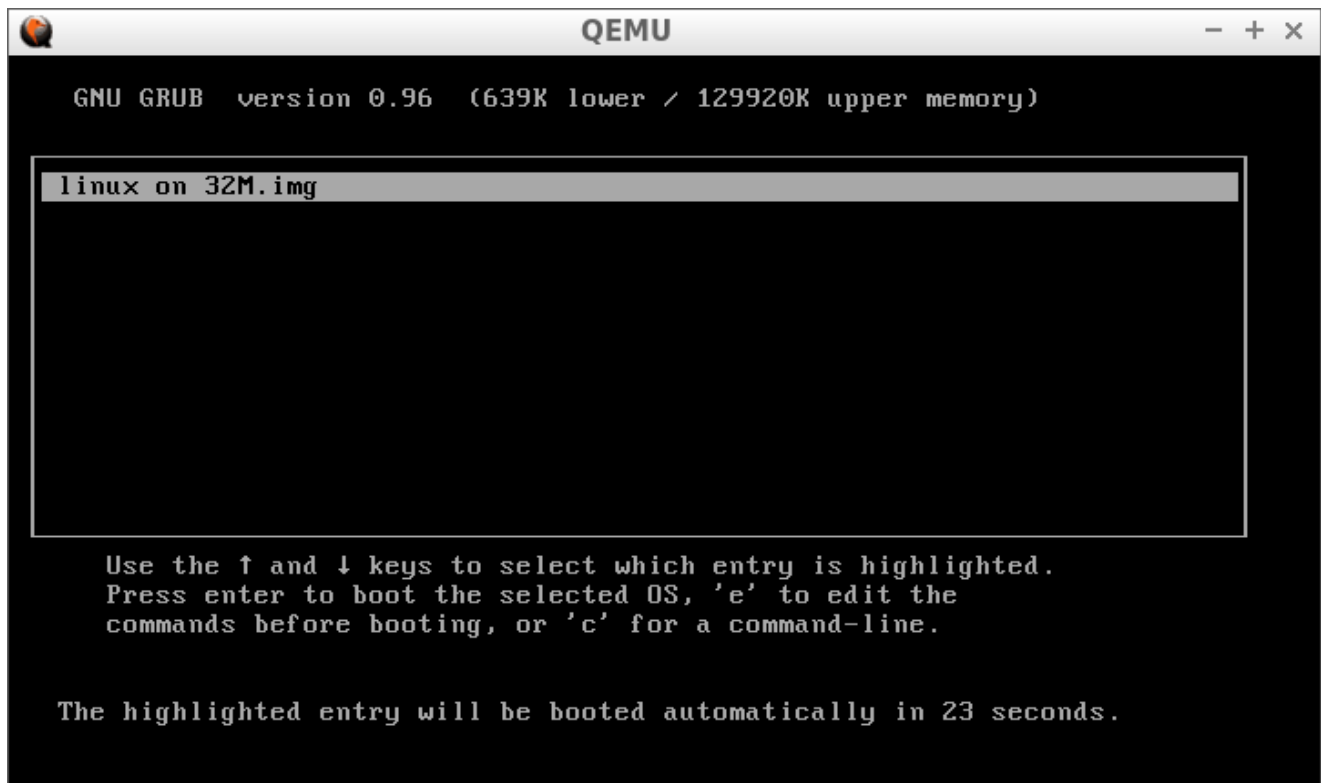 QEMU
GNU GRUB version 0.96 (639K lower / 129920K upper memory)
linux on 32M.img
Use the ↑ and ↓ keys to select which entry is highlighted.
Press enter to boot the selected OS, 'e' to edit the
commands before booting, or 'c' for a command-line.
The highlighted entry will be booted automatically in 23 seconds.